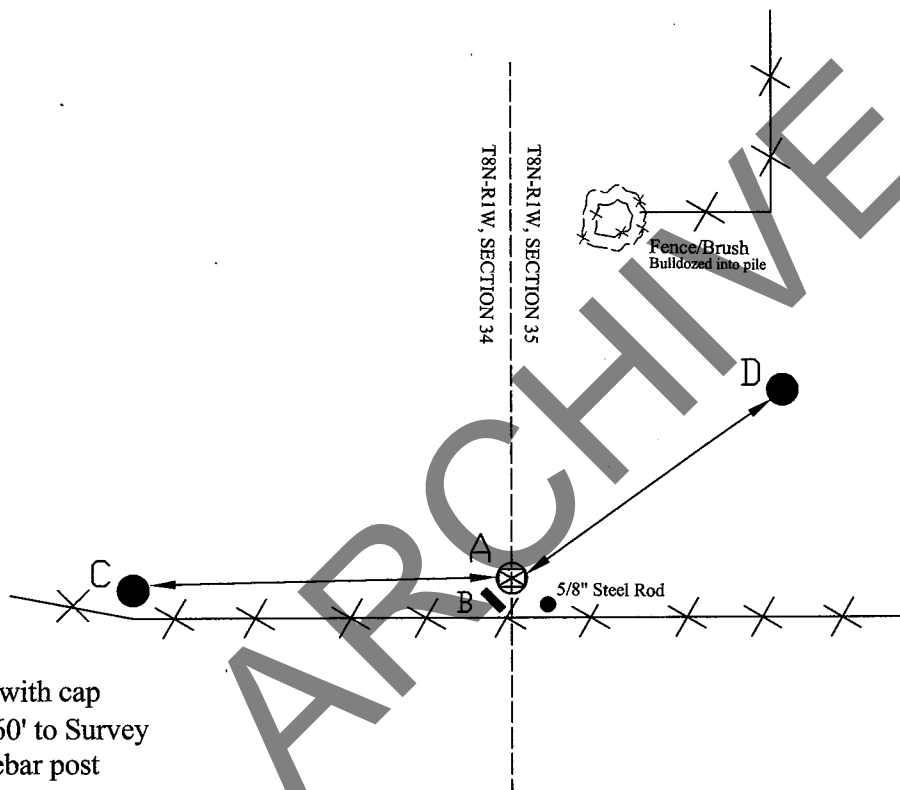 T8N-R1W, SECTION 34
T8N-R1W, SECTION 35
Fence/Brush
Bulldozed into pile
D
A
C
B
5/8" Steel Rod
ARCHIVE
with cap
60' to Survey
ebar post